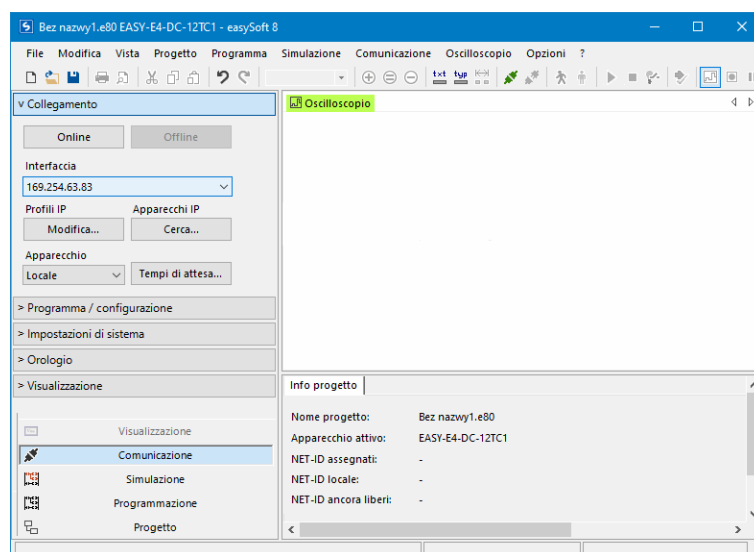 Bez nazwy1.e80 EASY-E4-DC-12TC1 - easySoft 8
File Modifica Vista Progetto Programma Simulazione Comunicazione Oscilloscopio Opzioni ?
txt typ
v Collegamento
Online Offline
Interfaccia
169.254.63.83
Profili IP Apparecchi IP
Modifica... Cerca...
Apparecchio
Locale Tempi di attesa...
> Programma / configurazione
> Impostazioni di sistema
> Orologio
> Visualizzazione
Visualizzazione
Comunicazione
Simulazione
Programmazione
Progetto
Oscilloscopio
Info progetto
Nome progetto: Bez nazwy1.e80
Apparecchio attivo: EASY-E4-DC-12TC1
NET-ID assegnati: -
NET-ID locale: -
NET-ID ancora liberi: -